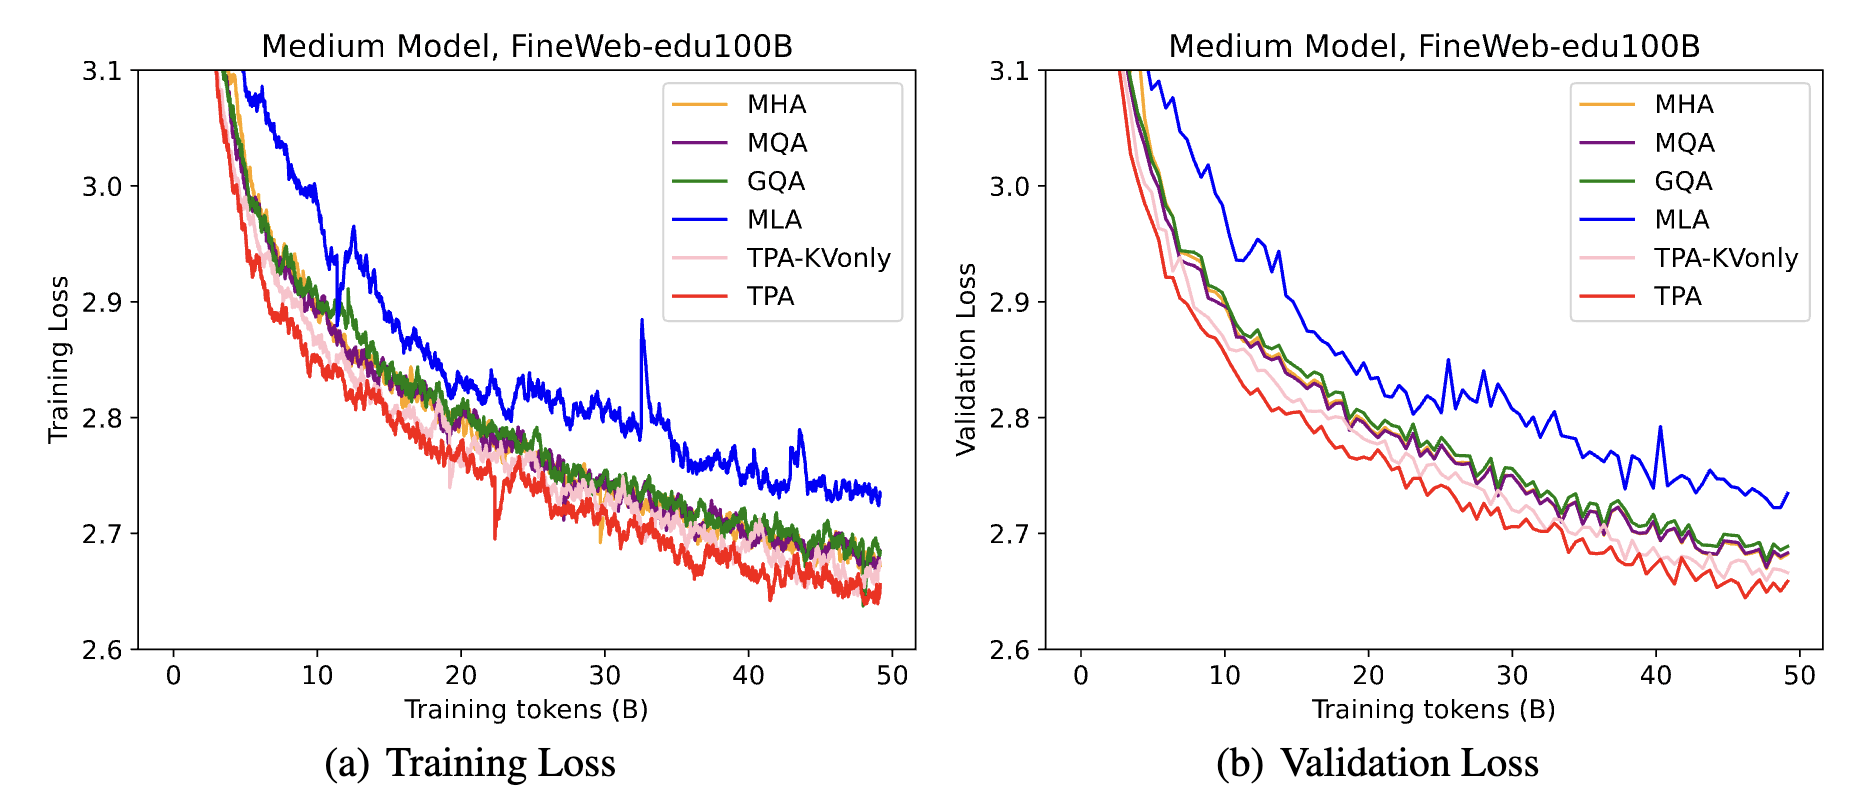 Medium Model, FineWeb-edu100B
3.1
3.0
2.9
2.8
2.7
2.6
Training Loss
MHA
MQA
GQA
MLA
TPA-KVonly
TPA
0 10 20 30 40 50
Training tokens (B)
(a) Training Loss
Medium Model, FineWeb-edu100B
3.1
3.0
2.9
2.8
2.7
2.6
Validation Loss
MHA
MQA
GQA
MLA
TPA-KVonly
TPA
0 10 20 30 40 50
Training tokens (B)
(b) Validation Loss